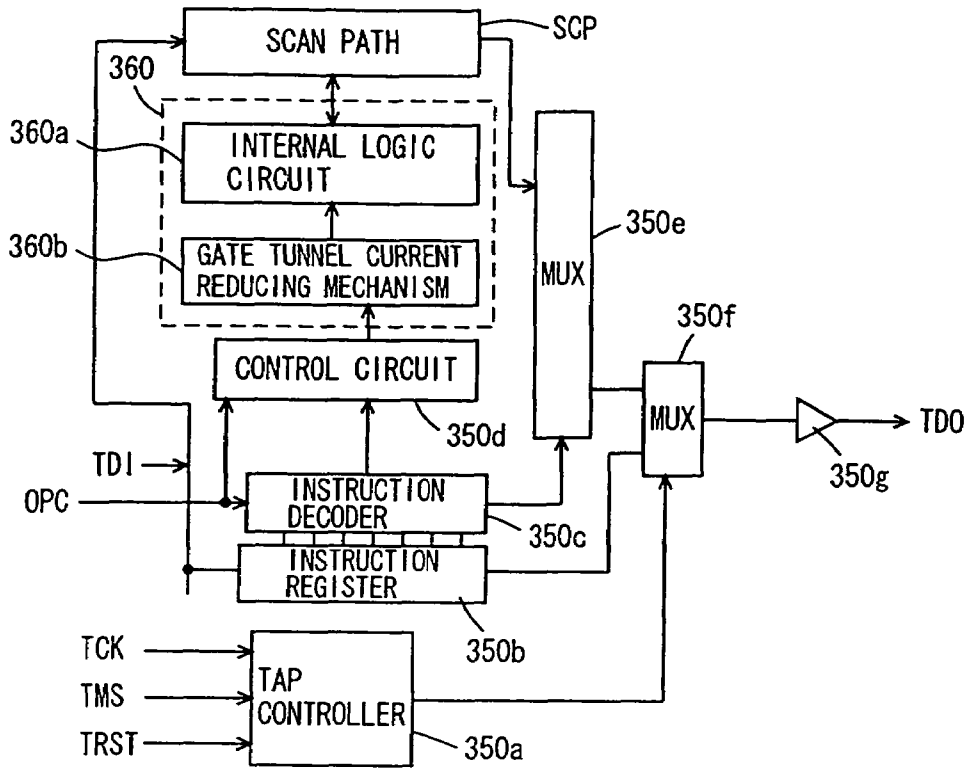 SCAN PATH
SCP
360
360a
INTERNAL LOGIC
CIRCUIT
350e
360b
GATE TUNNEL CURRENT
REDUCING MECHANISM
MUX
350f
CONTROL CIRCUIT
MUX
TDO
350d
350g
TDI
OPC
INSTRUCTION
DECODER
350c
INSTRUCTION
REGISTER
350b
TCK
TMS
TRST
TAP
CONTROLLER
350a